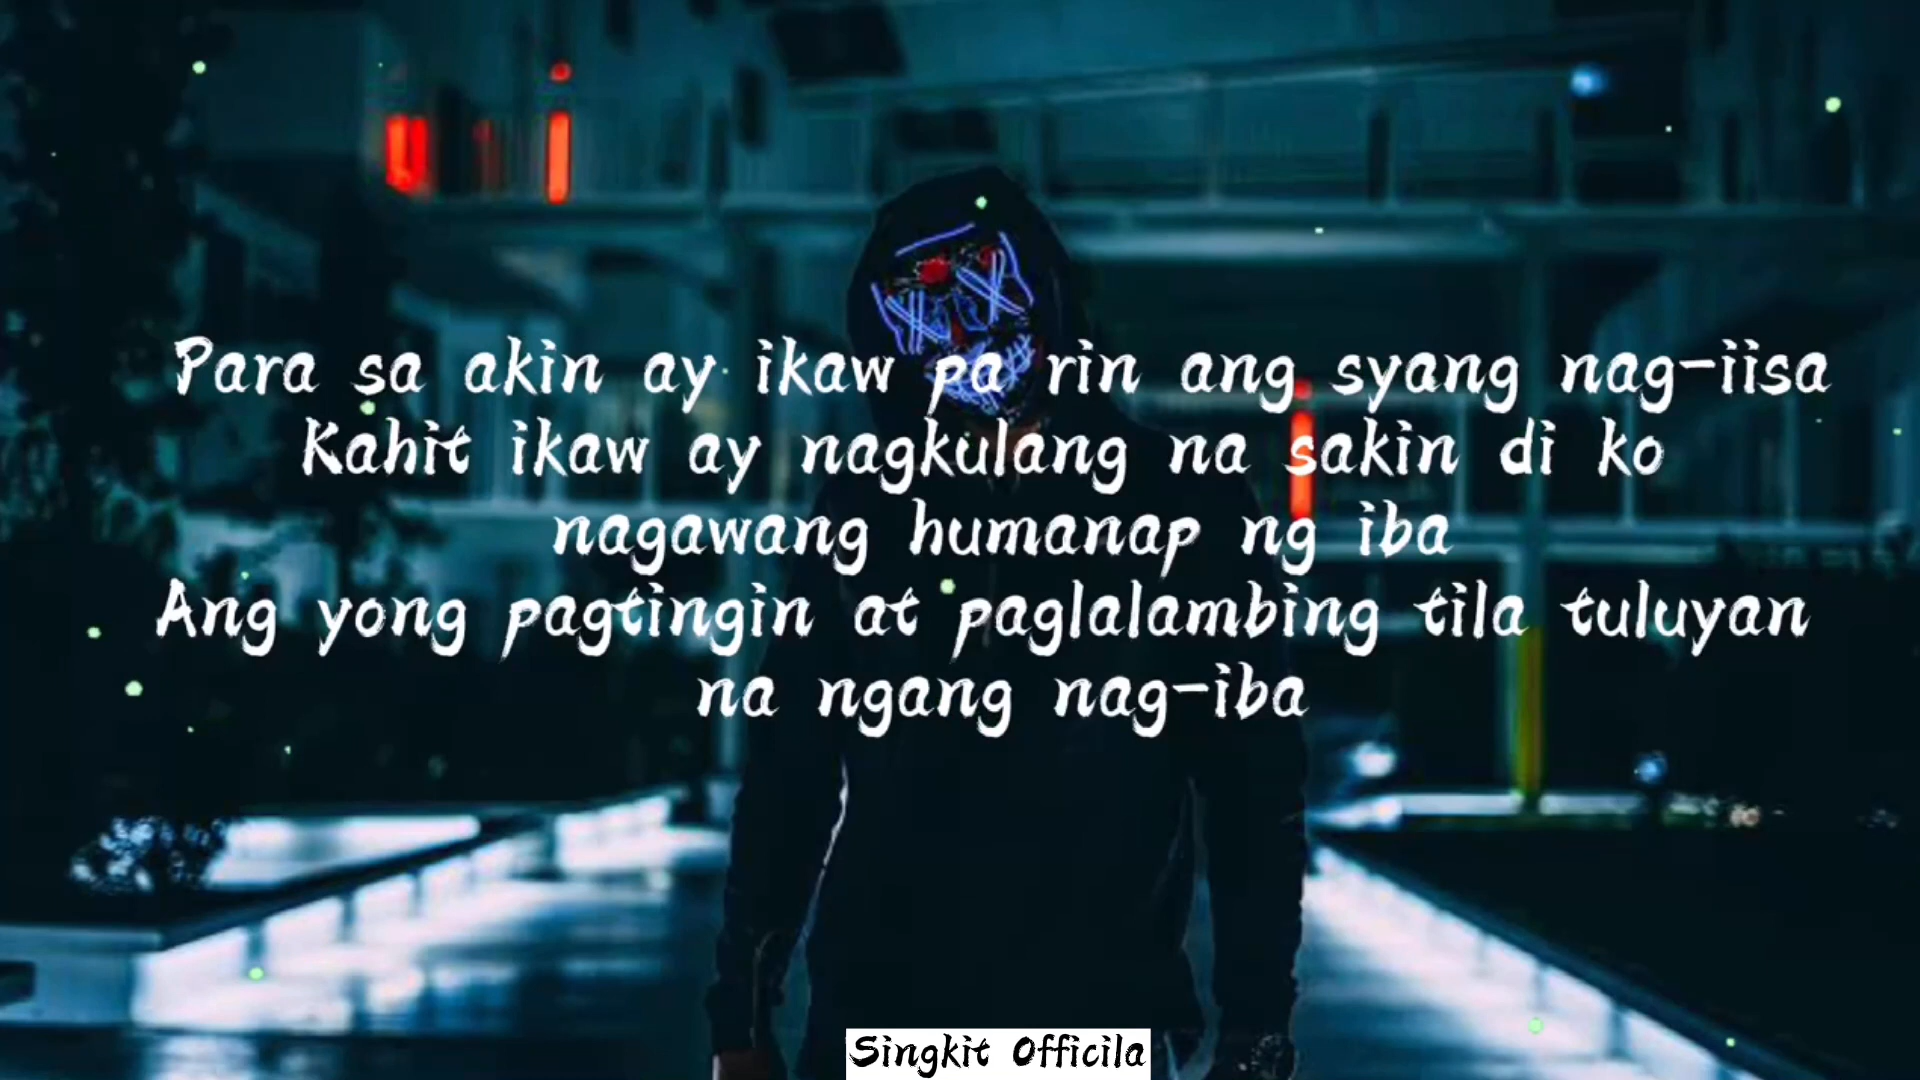 Para sa akin ay ikaw pa rin ang syang nag-iisa
Kahit ikaw ay nagkulang na sakin di ko
nagawang humanap ng iba
Ang yong pagtingin at paglalambing tila tuluyan
na ngang nag-iba
Singkit Officila